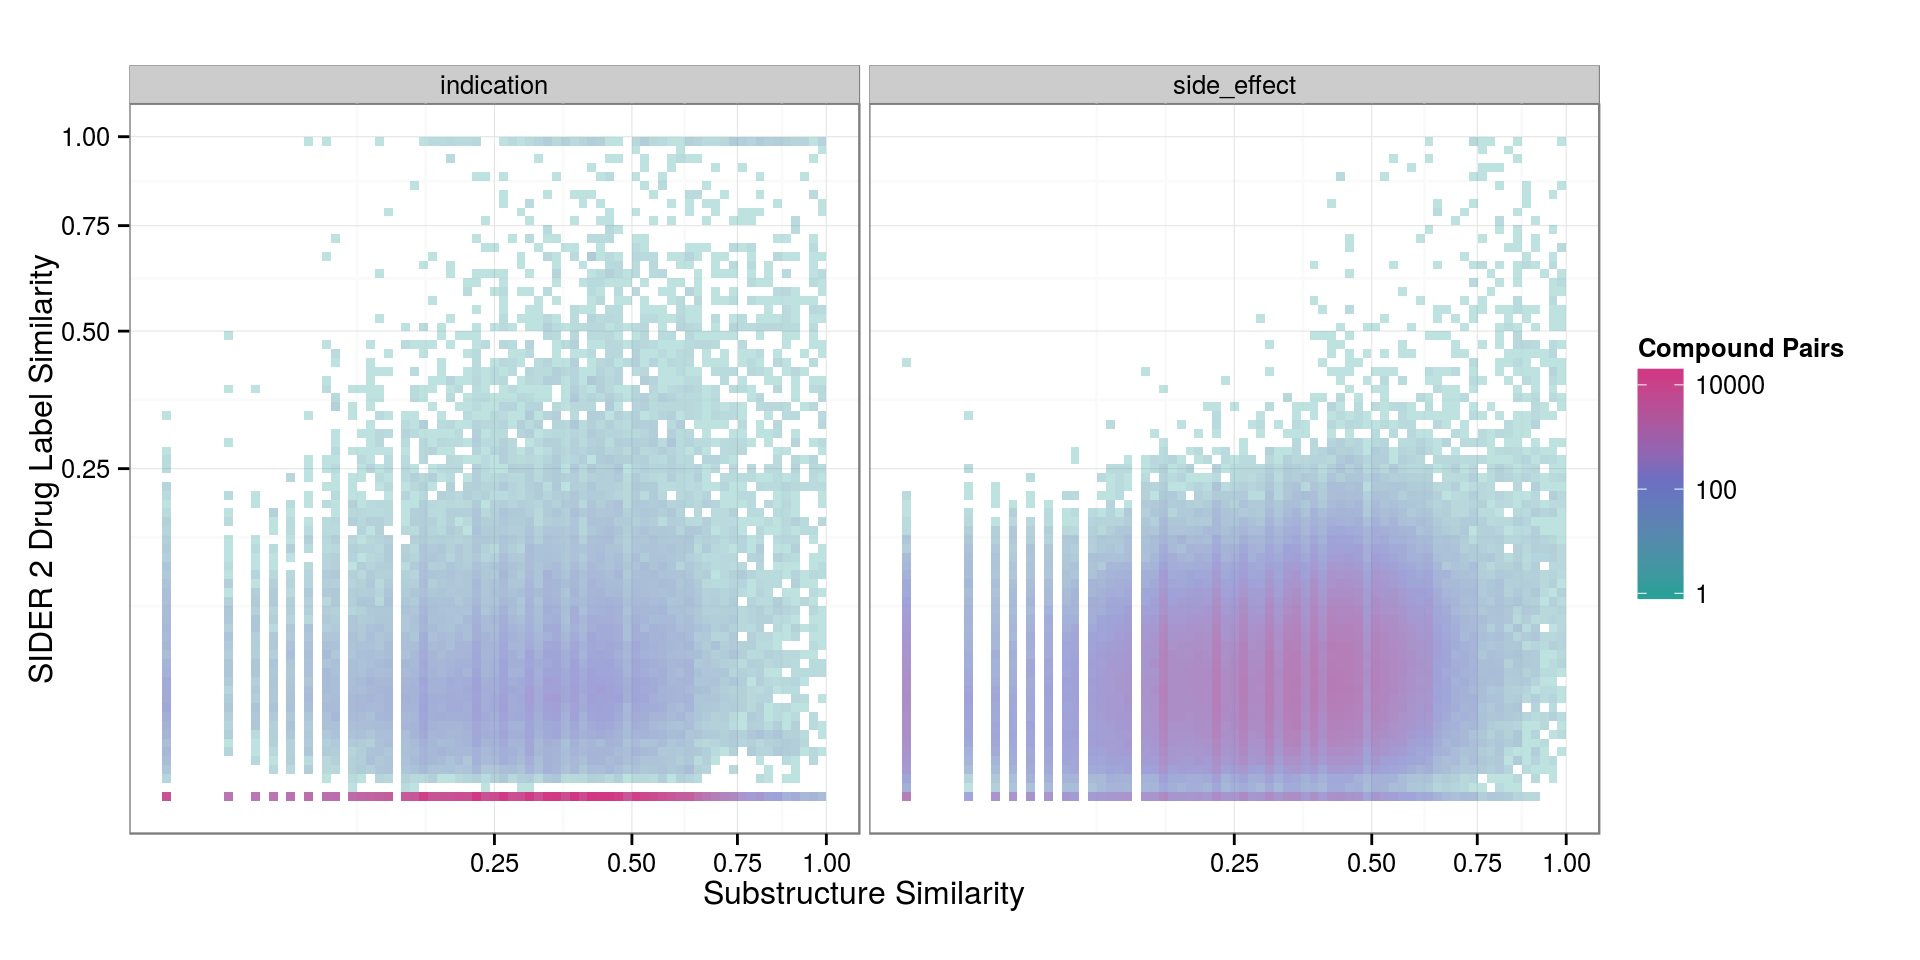 indication
side_effect
SIDER 2 Drug Label Similarity
1.00
0.75
0.50
0.25
0.25 0.50 0.75 1.00
0.25 0.50 0.75 1.00
Substructure Similarity
Compound Pairs
10000
100
1